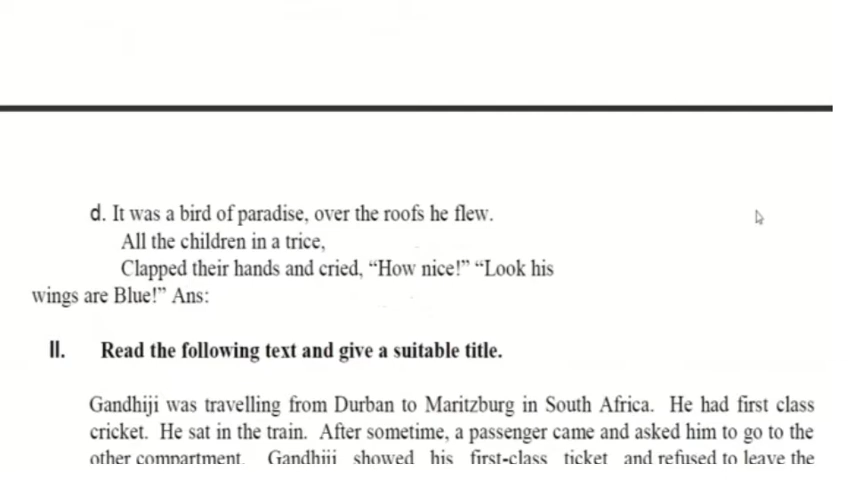 d. It was a bird of paradise, over the roofs he flew.
All the children in a trice,
Clapped their hands and cried, “How nice!” “Look his
wings are Blue!” Ans:
II. Read the following text and give a suitable title.
Gandhiji was travelling from Durban to Maritzburg in South Africa. He had first class
cricket. He sat in the train. After sometime, a passenger came and asked him to go to the
other compartment. Gandhiji showed his first-class ticket and refused to leave the